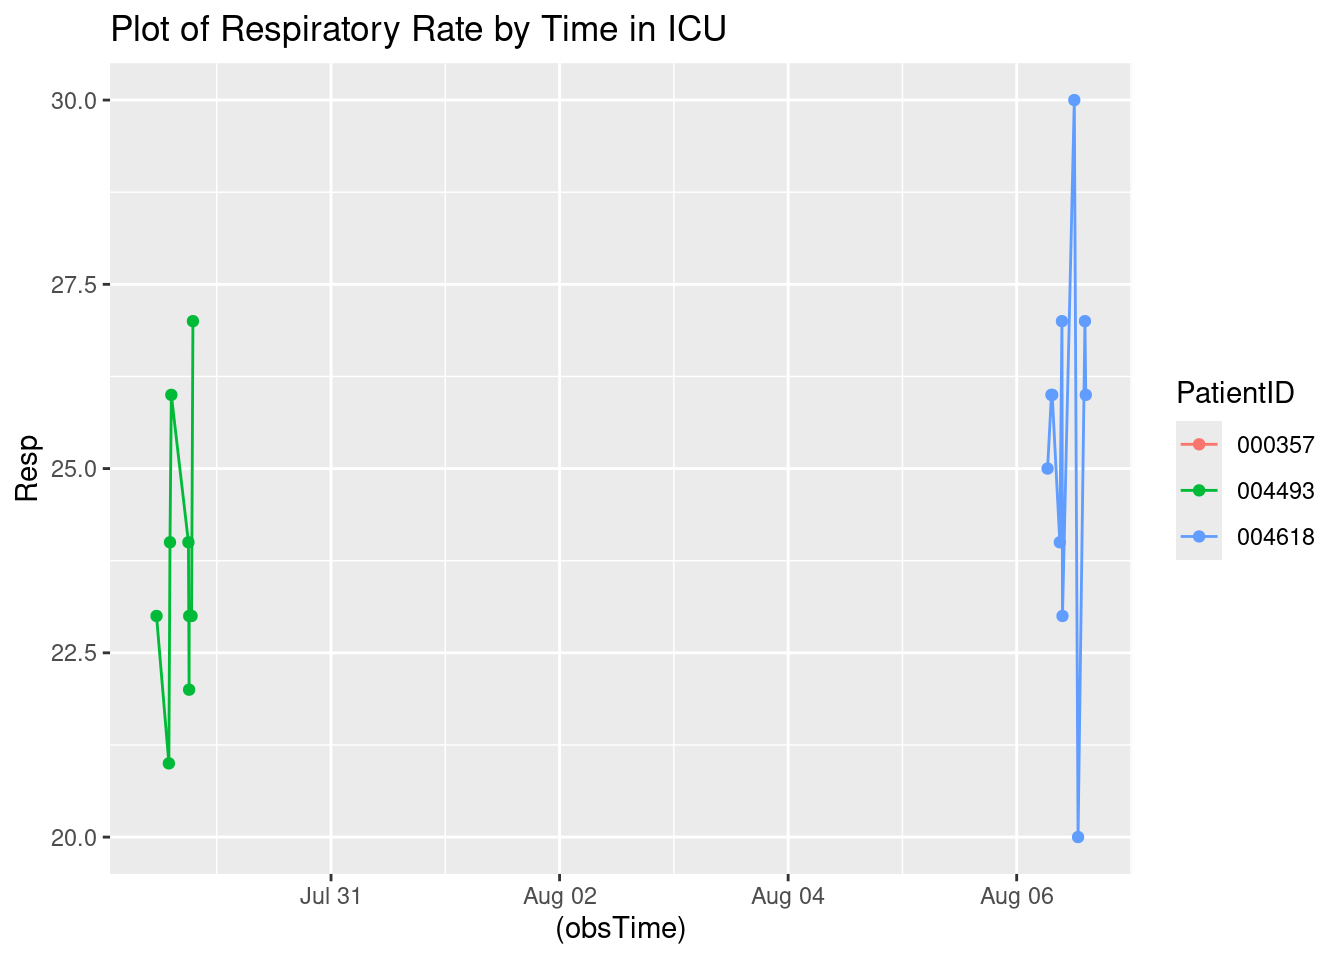 Plot of Respiratory Rate by Time in ICU
30.0
27.5
25.0
22.5
20.0
Resp
Jul 31
Aug 02
Aug 04
Aug 06
(obsTime)
PatientID
000357
004493
004618